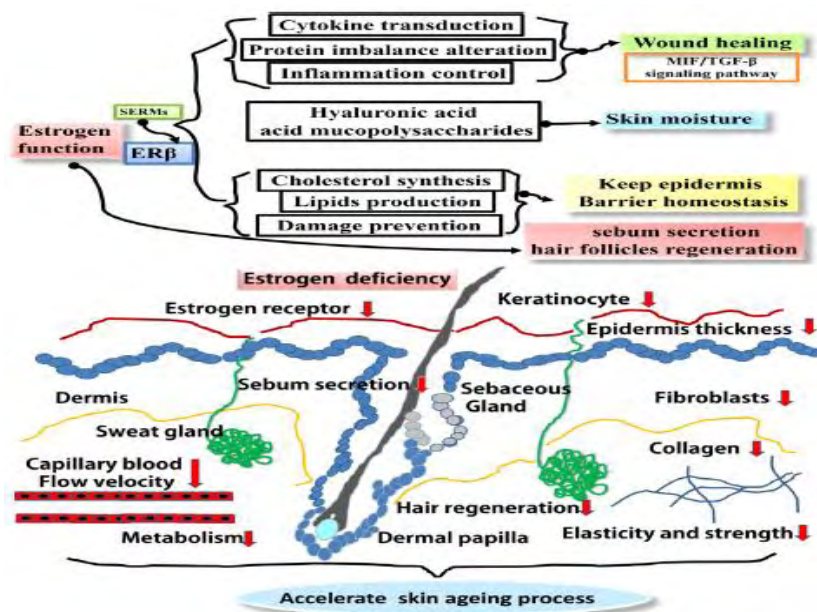 Cytokine transduction
Protein imbalance alteration
Inflammation control
Wound healing
MIF/TGF-β
signaling pathway
SERMs
Estrogen
function
ERβ
Hyaluronic acid
acid mucopolysaccharides
Skin moisture
Cholesterol synthesis
Lipids production
Damage prevention
Keep epidermis
Barrier homeostasis
sebum secretion
hair follicles regeneration
Estrogen deficiency
Estrogen receptor
Keratinocyte
Epidermis thickness
Dermis
Sebum secretion
Sebaceous
Gland
Fibroblasts
Sweat gland
Collagen
Capillary blood
Flow velocity
Hair regeneration
Metabolism
Dermal papilla
Elasticity and strength
Accelerate skin ageing process